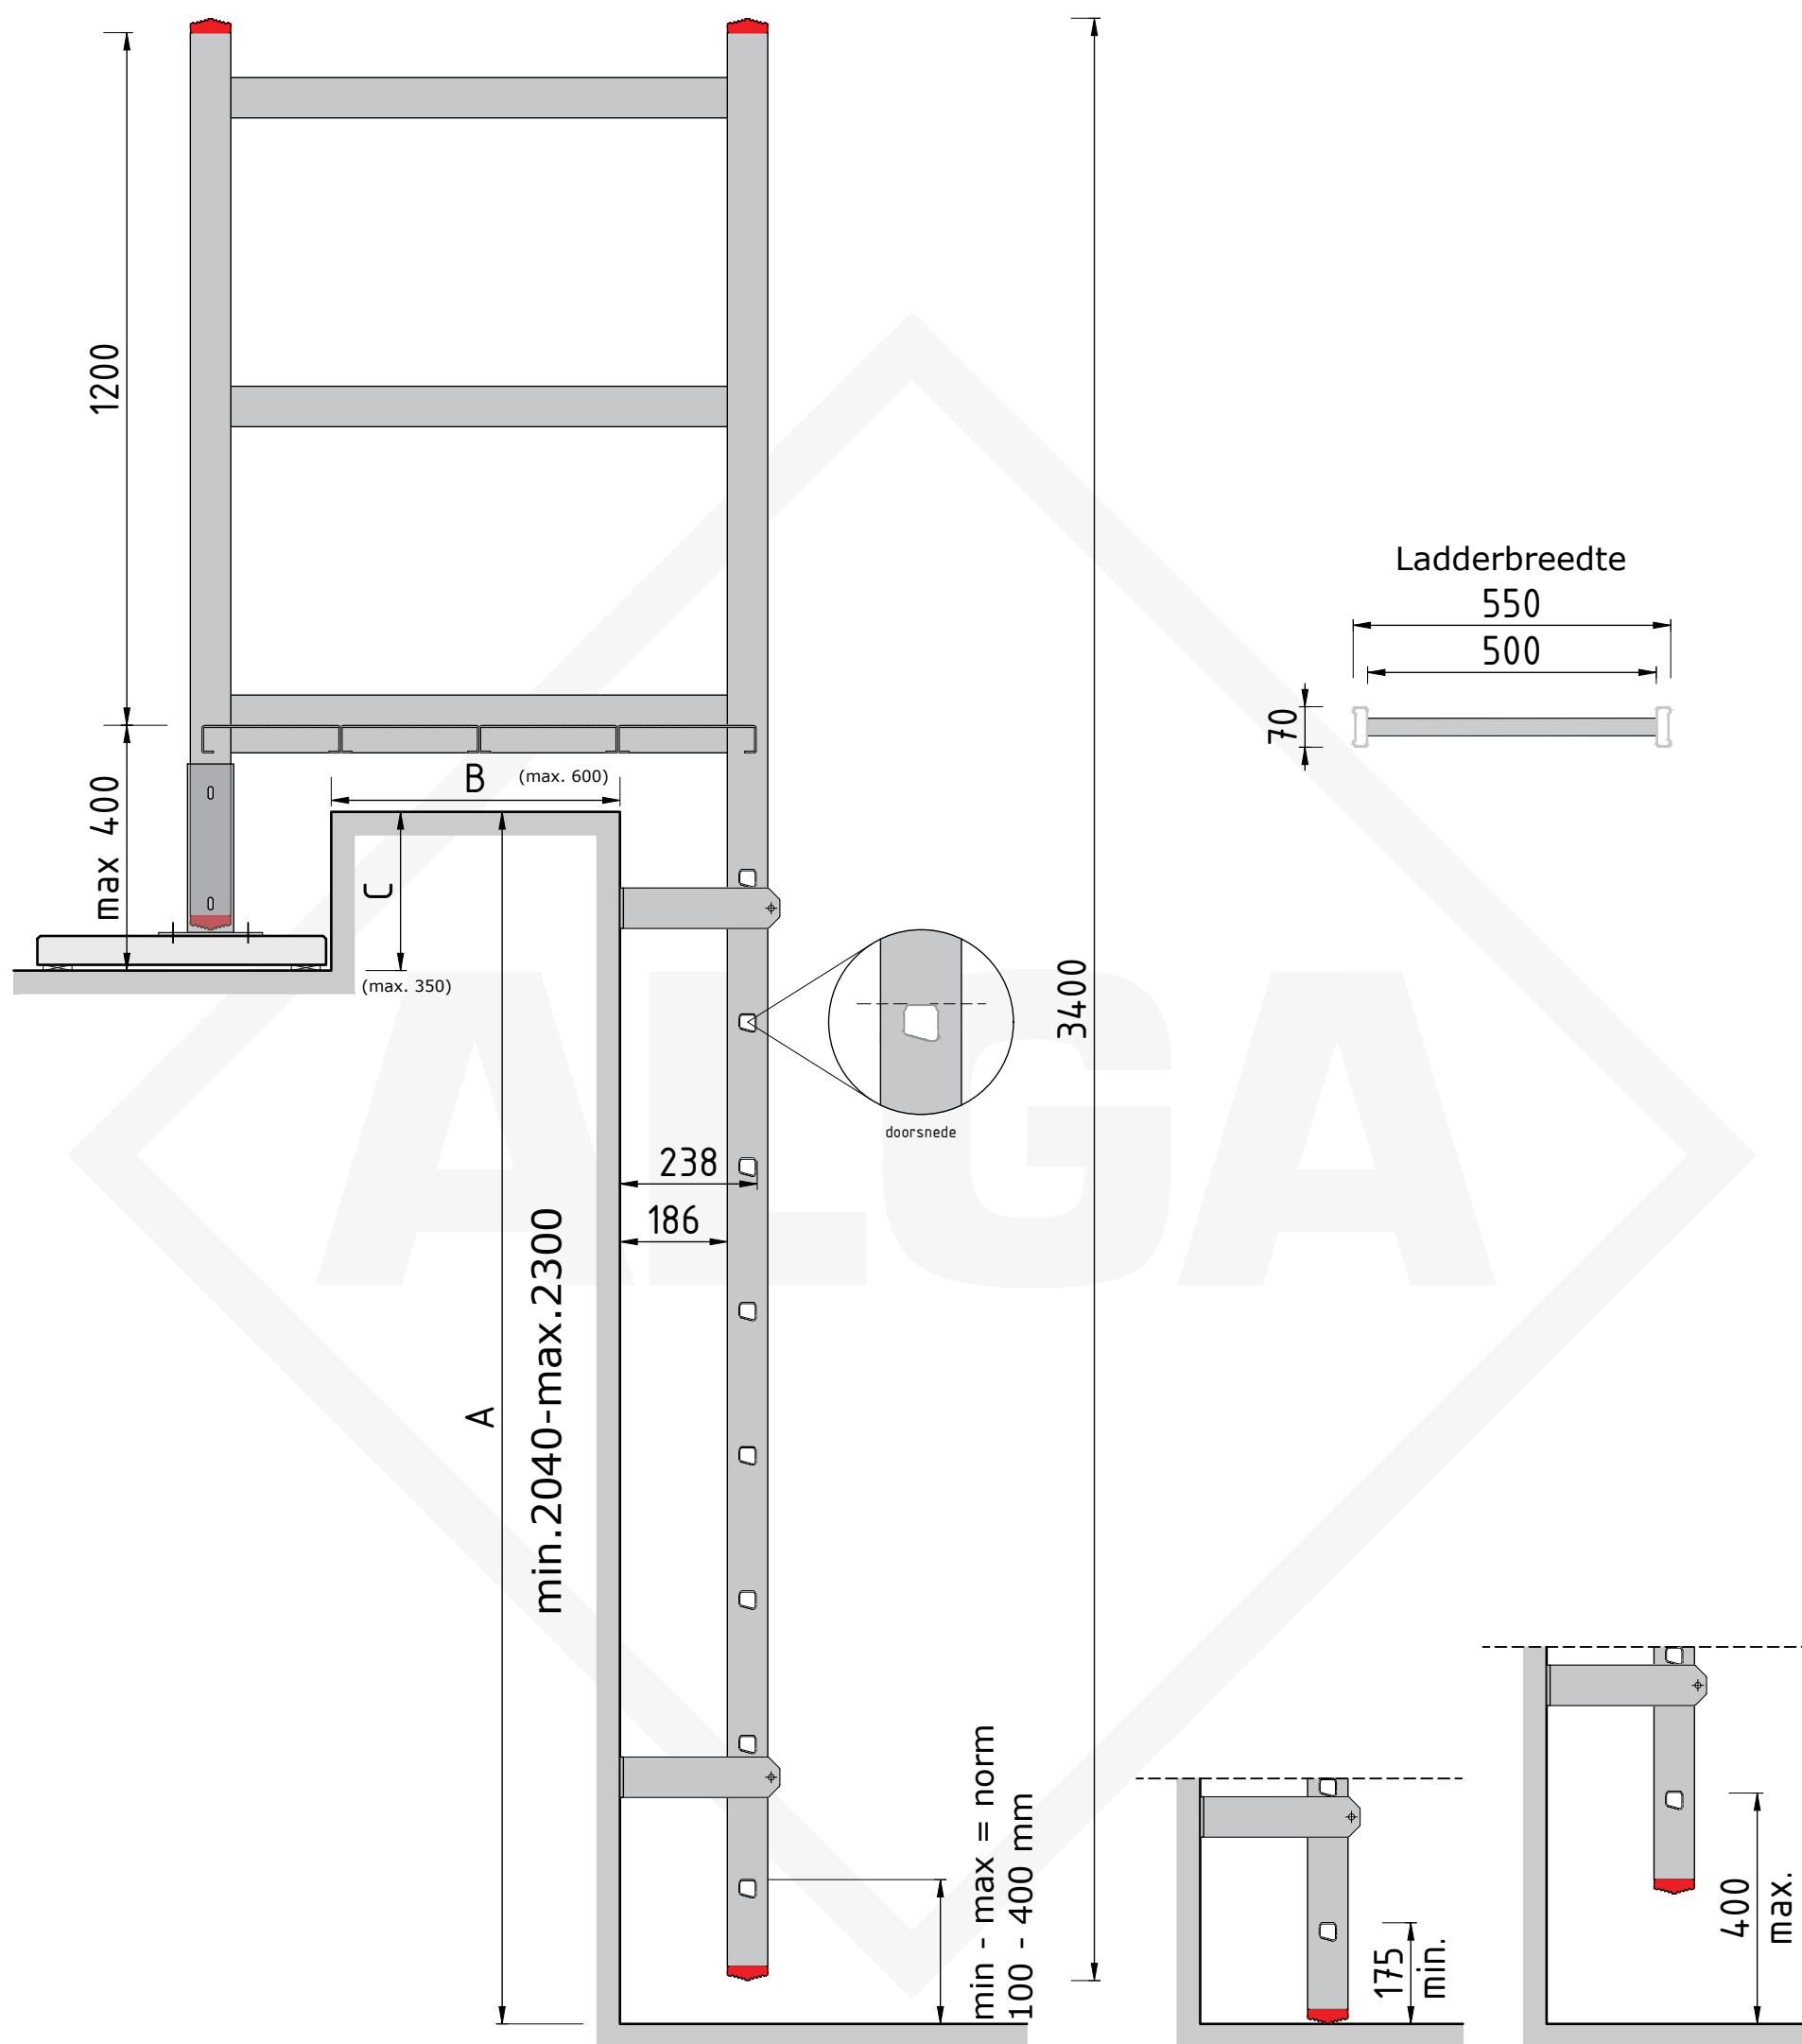 1200
max 400
B (max. 600)
C
(max. 350)
A
min.2040-max.2300
238
186
doorsnede
3400
min - max = norm
100 - 400 mm
Ladderbreedte
550
500
70
175
min.
400
max.
ALGA